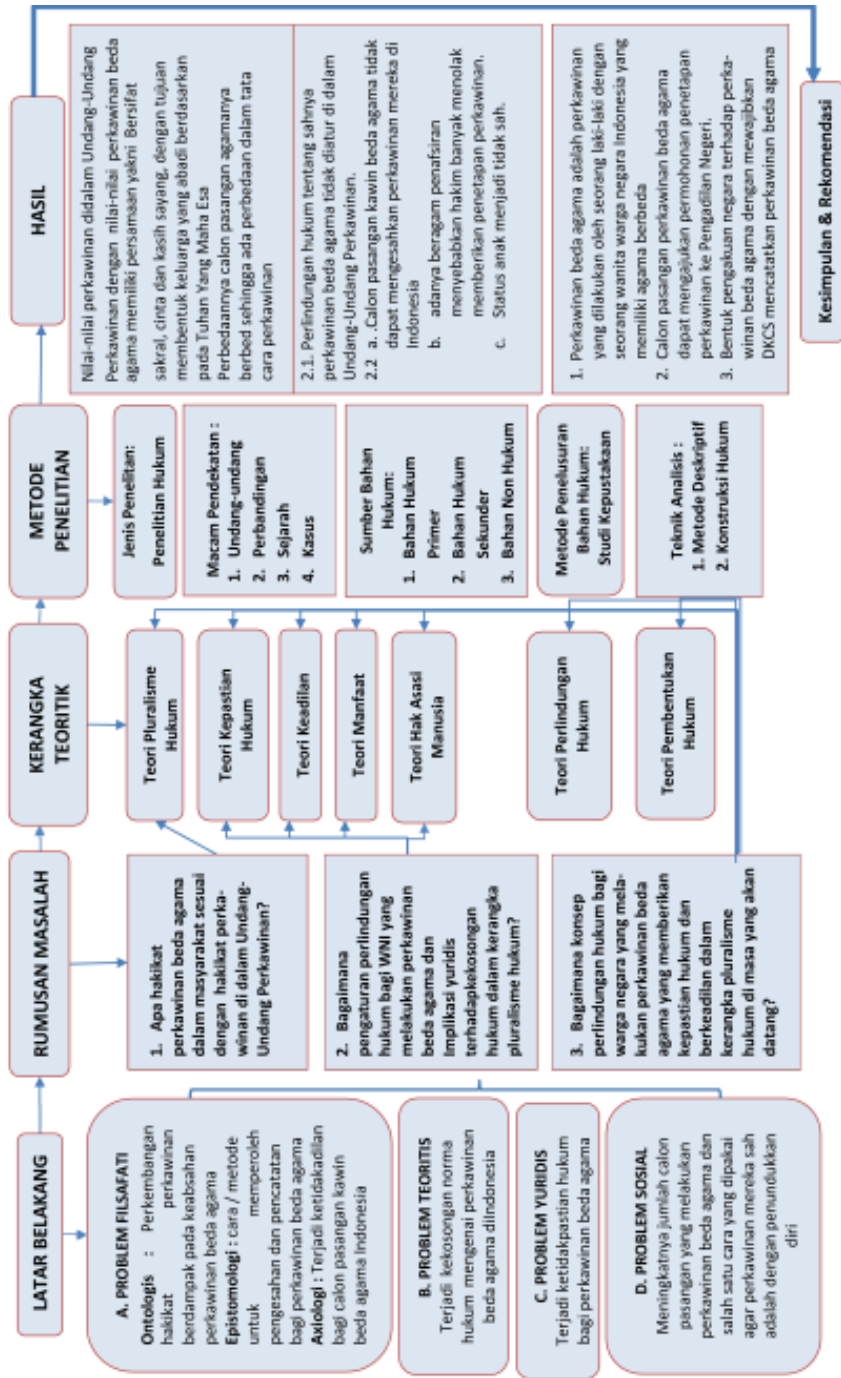 LATAR BELAKANG
A. PROBLEM FILSAFATI
Ontologis : Perkembangan
hakikat perkawinan
berdampak pada keabsahan
perkawinan beda agama
Epistomologi : cara / metode
untuk memperoleh
pengesahan dan pencatatan
bagi perkawinan beda agama
Axiologi : Terjadi ketidakadilan
bagi calon pasangan kawin
beda agama Indonesia
B. PROBLEM TEORITIS
Terjadi kekosongan norma
hukum mengenai perkawinan
beda agama diIndonesia
C. PROBLEM YURIDIS
Terjadi ketidakpastian hukum
bagi perkawinan beda agama
D. PROBLEM SOSIAL
Meningkatnya jumlah calon
pasangan yang melakukan
perkawinan beda agama dan
salah satu cara yang dipakai
agar perkawinan mereka sah
adalah dengan penundukkan
diri
RUMUSAN MASALAH
1. Apa hakikat
perkawinan beda agama
dalam masyarakat sesuai
dengan hakikat perka-
winan di dalam Undang-
Undang Perkawinan?
2. Bagaimana
pengaturan perlindungan
hukum bagi WNI yang
melakukan perkawinan
beda agama dan
Implikasi yuridis
terhadapkekosongan
hukum dalam kerangka
pluralisme hukum?
3. Bagaimana konsep
perlindungan hukum bagi
warga negara yang mela-
kukan perkawinan beda
agama yang memberikan
kepastian hukum dan
berkeadilan dalam
kerangka pluralisme
hukum di masa yang akan
datang?
KERANGKA
TEORITIK
Teori Pluralisme
Hukum
Teori Kepastian
Hukum
Teori Keadilan
Teori Manfaat
Teori Hak Asasi
Manusia
Teori Perlindungan
Hukum
Teori Pembentukan
Hukum
METODE
PENELITIAN
Jenis Penelitan:
Penelitian Hukum
Macam Pendekatan :
1. Undang-undang
2. Perbandingan
3. Sejarah
4. Kasus
Sumber Bahan
Hukum:
1. Bahan Hukum
Primer
2. Bahan Hukum
Sekunder
3. Bahan Non Hukum
Metode Penelusuran
Bahan Hukum:
Studi Kepustakaan
Teknik Analisis :
1. Metode Deskriptif
2. Konstruksi Hukum
HASIL
Nilai-nilai perkawinan didalam Undang-Undang
Perkawinan dengan nilai-nilai perkawinan beda
agama memiliki persamaan yakni Bersifat
sakral, cinta dan kasih sayang, dengan tujuan
membentuk keluarga yang abadi berdasarkan
pada Tuhan Yang Maha Esa
Perbedaannya calon pasangan agamanya
berbed sehingga ada perbedaan dalam tata
cara perkawinan
2.1. Perlindungan hukum tentang sahnya
perkawinan beda agama tidak diatur di dalam
Undang-Undang Perkawinan.
2.2 a. .Calon pasangan kawin beda agama tidak
dapat mengesahkan perkawinan mereka di
Indonesia
b. adanya beragam penafsiran
menyebabkan hakim banyak menolak
memberikan penetapan perkawinan.
c. Status anak menjadi tidak sah.
1. Perkawinan beda agama adalah perkawinan
yang dilakukan oleh seorang laki-laki dengan
seorang wanita warga negara Indonesia yang
memiliki agama berbeda
2. Calon pasangan perkawinan beda agama
dapat mengajukan permohonan penetapan
perkawinan ke Pengadilan Negeri.
3. Bentuk pengakuan negara terhadap perka-
winan beda agama dengan mewajibkan
DKCS mencatatkan perkawinan beda agama
Kesimpulan & Rekomendasi